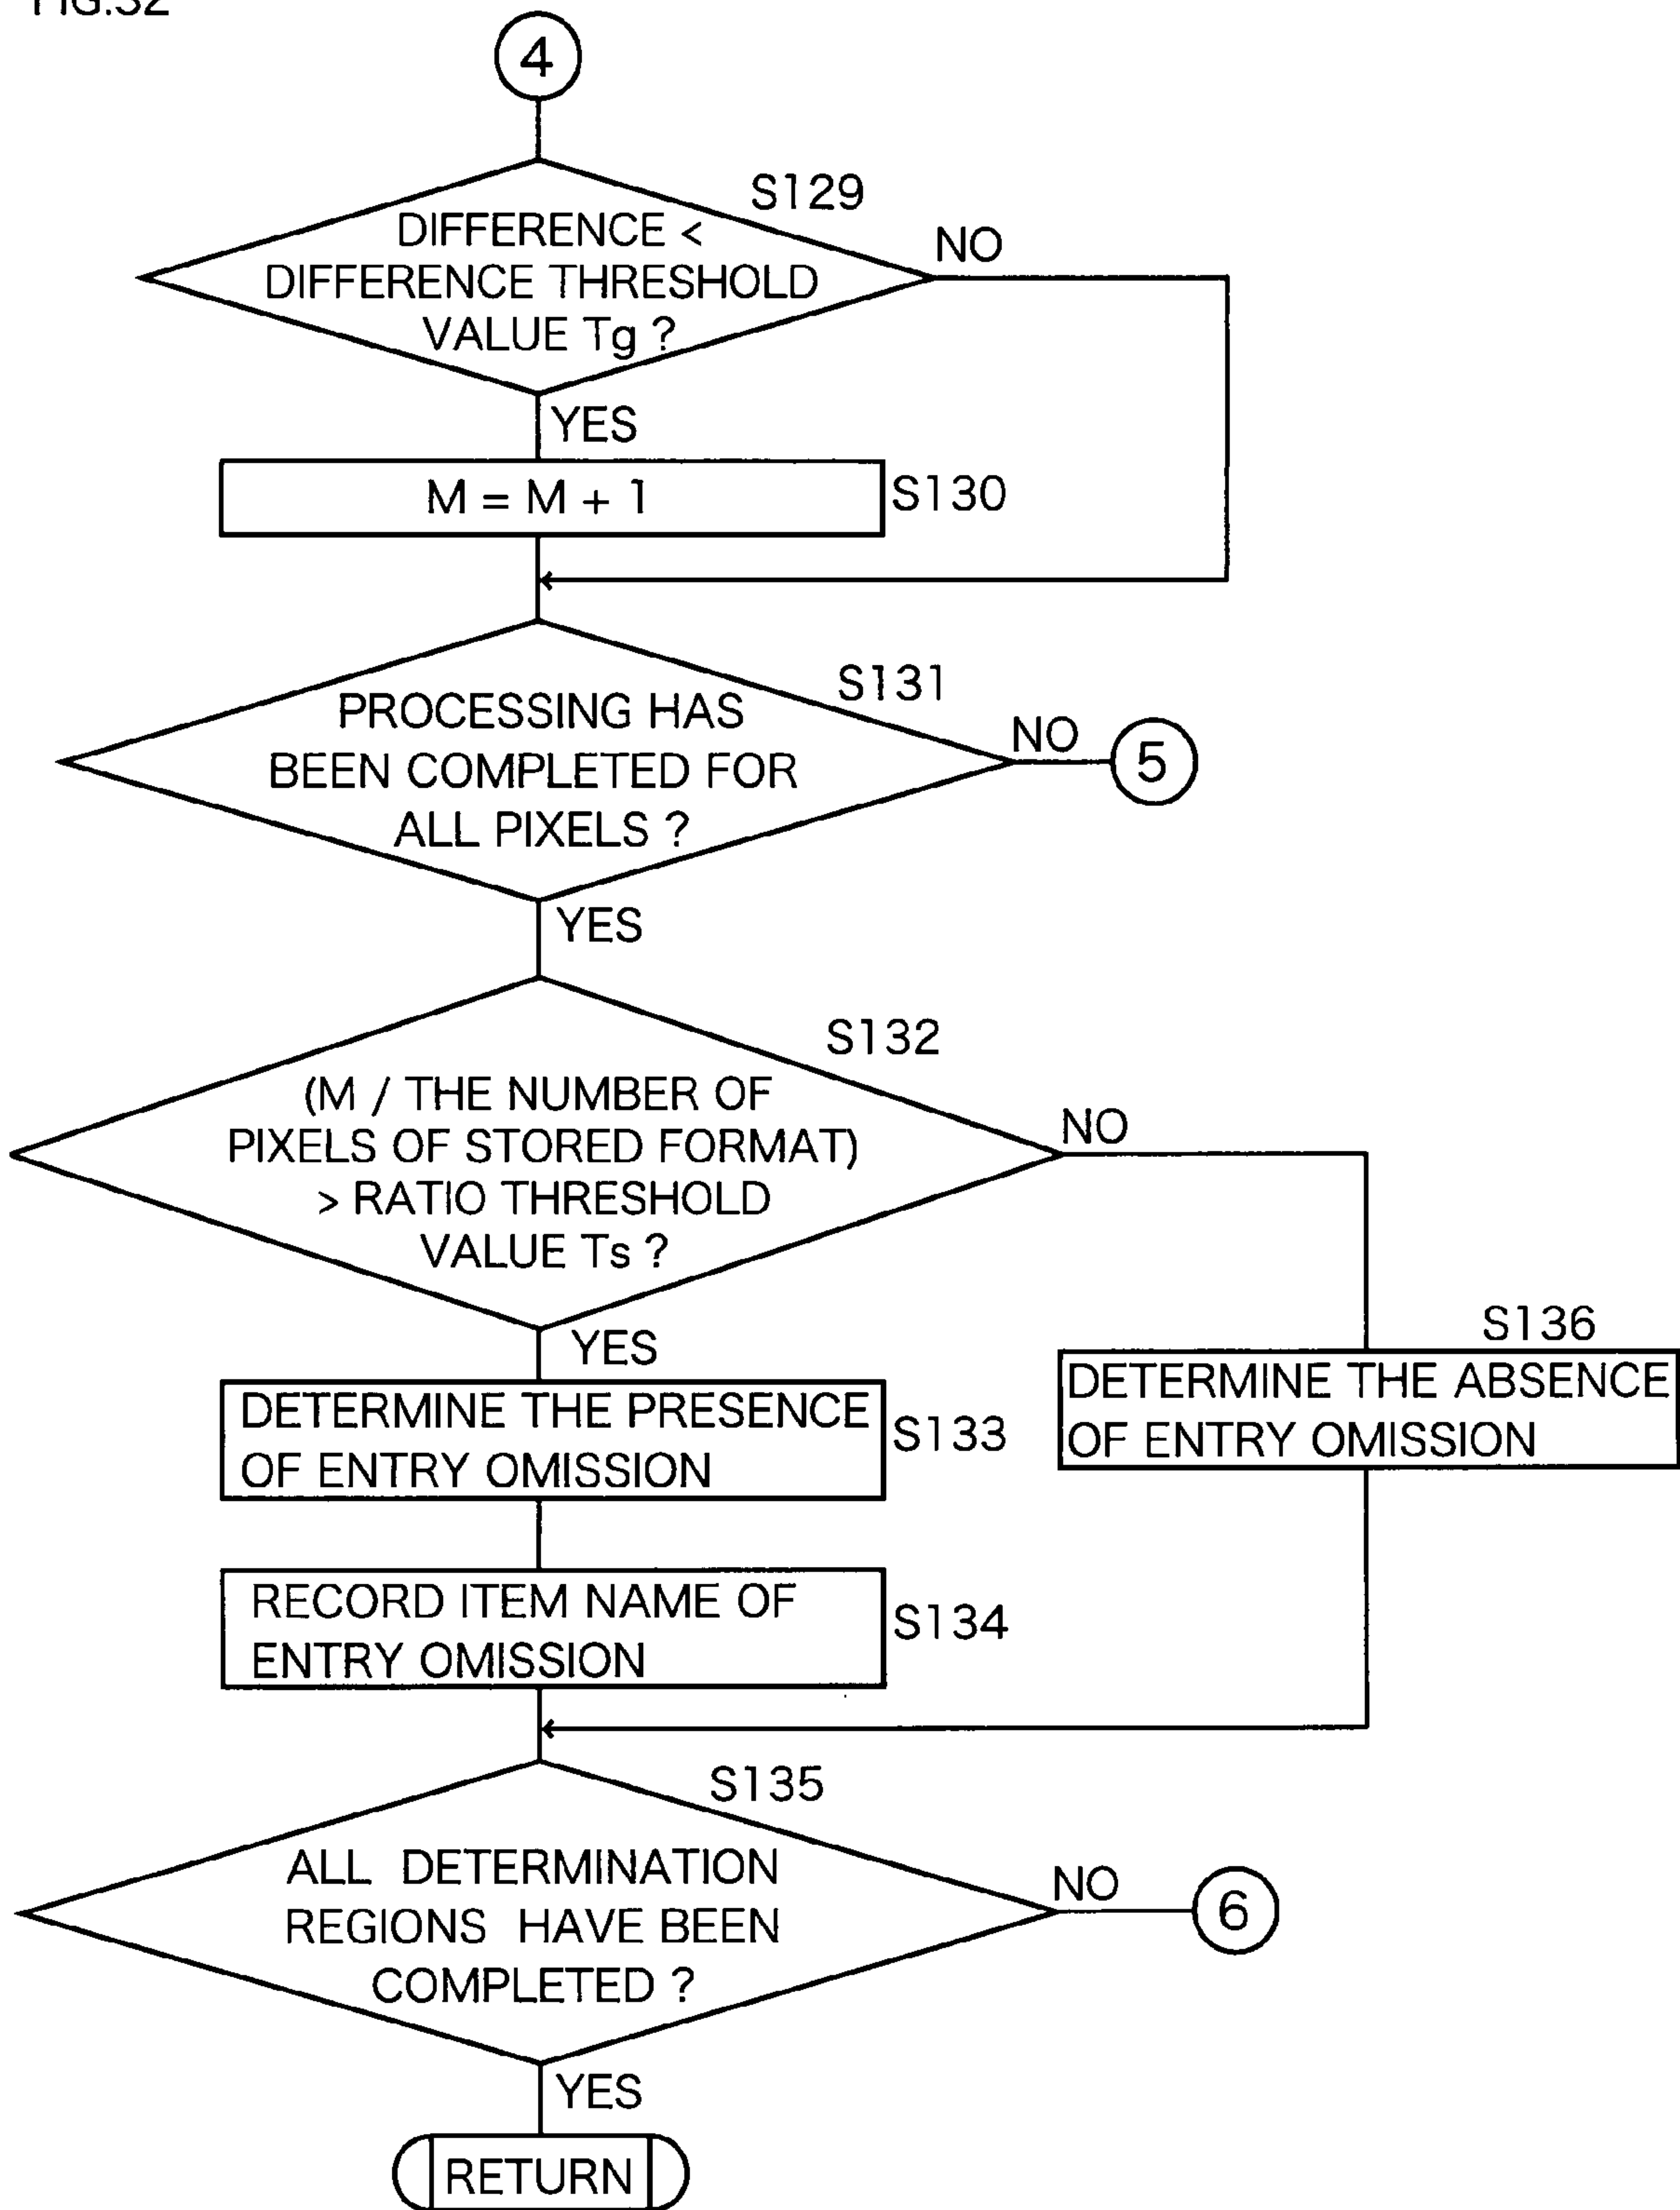 FIG.32
4
S129
DIFFERENCE <
DIFFERENCE THRESHOLD
VALUE Tg ?
NO
YES
M = M + 1
S130
S131
PROCESSING HAS
BEEN COMPLETED FOR
ALL PIXELS ?
NO
5
YES
S132
(M / THE NUMBER OF
PIXELS OF STORED FORMAT)
> RATIO THRESHOLD
VALUE Ts ?
NO
YES
S136
DETERMINE THE ABSENCE
OF ENTRY OMISSION
DETERMINE THE PRESENCE
OF ENTRY OMISSION
S133
RECORD ITEM NAME OF
ENTRY OMISSION
S134
S135
ALL DETERMINATION
REGIONS HAVE BEEN
COMPLETED ?
NO
6
YES
RETURN